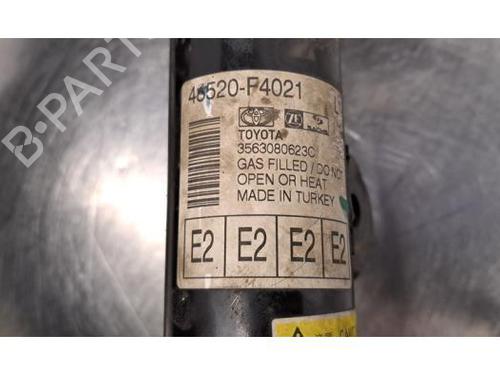 48520-F4021
TOYOTA
ZF
3563080623C
GAS FILLED / DO NOT
OPEN OR HEAT
MADE IN TURKEY
E2 E2 E2 E2
B-Parts